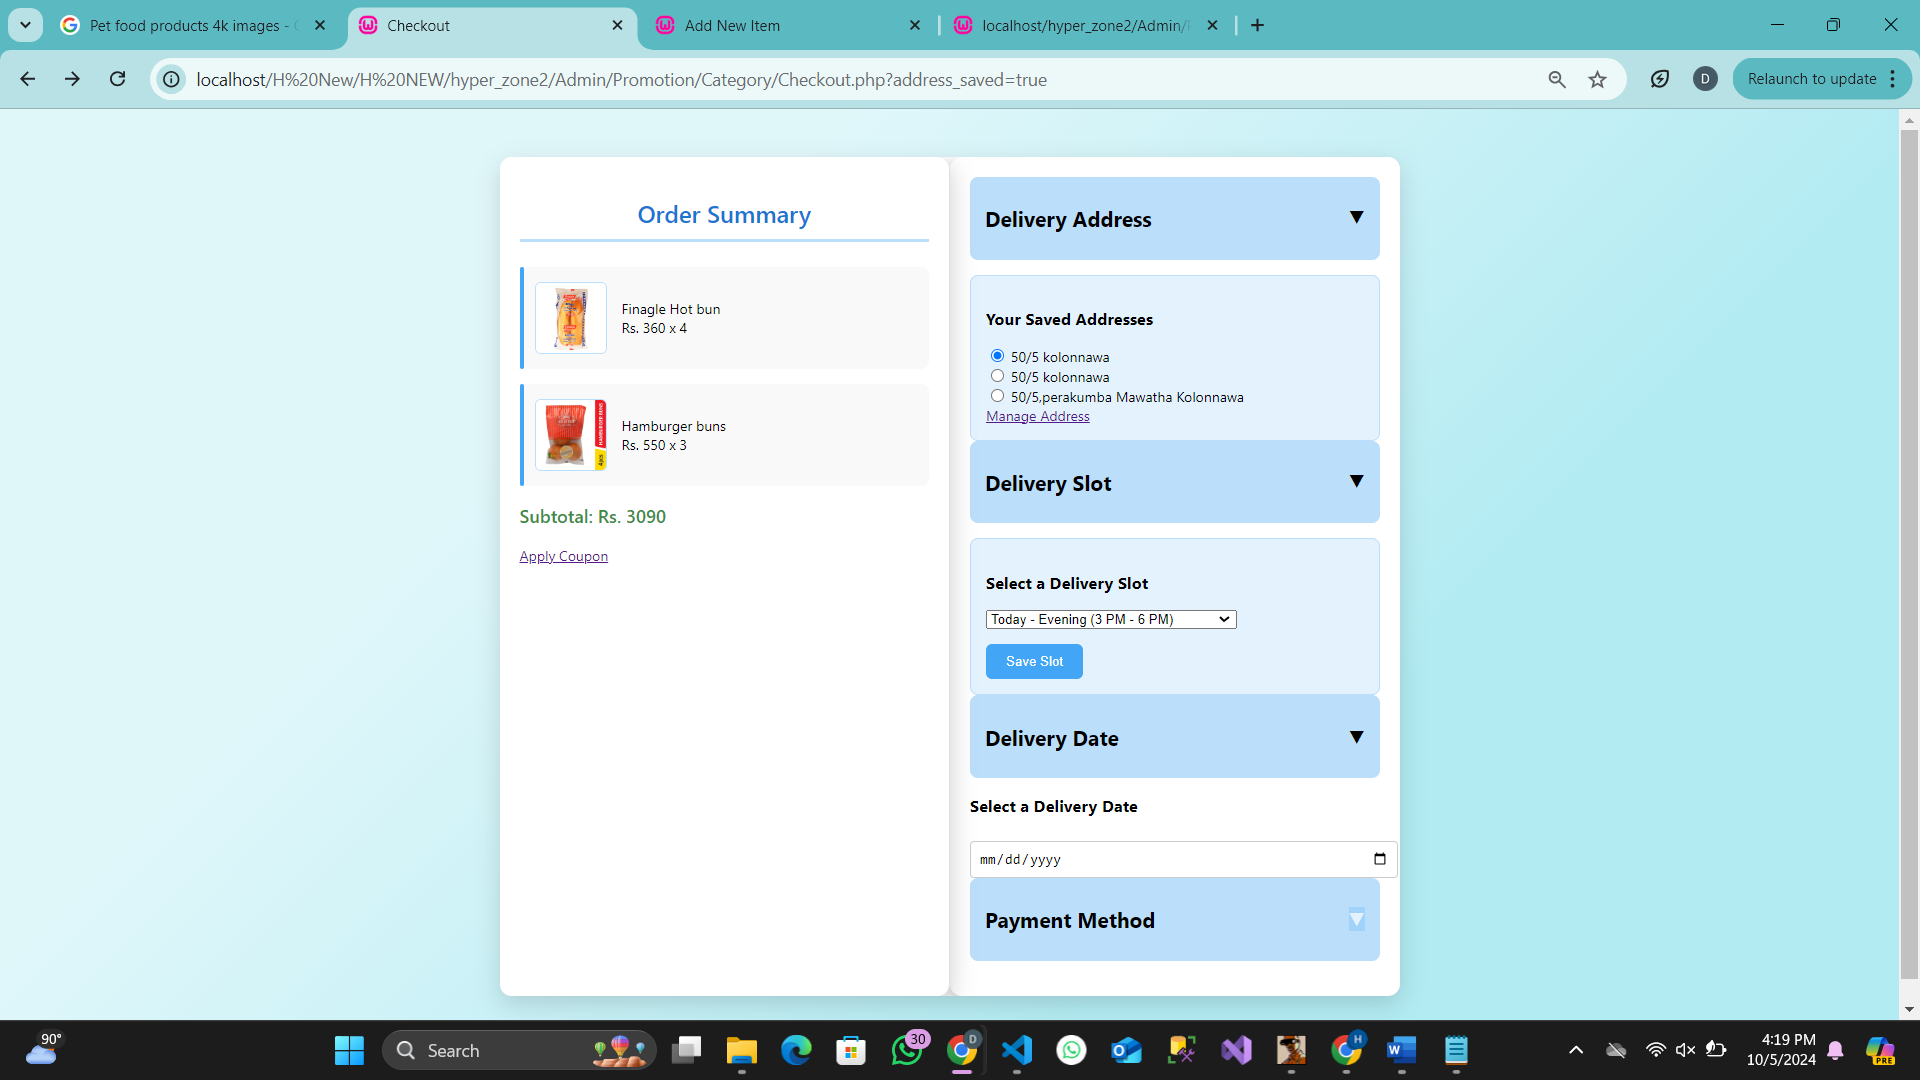 Pet food products 4k images - G
Checkout
Add New Item
localhost/hyper_zone2/Admin/
localhost/H%20New/H%20NEW/hyper_zone2/Admin/Promotion/Category/Checkout.php?address_saved=true
D
Relaunch to update
Order Summary
Finagle Hot bun
Rs. 360 x 4
Hamburger buns
Rs. 550 x 3
Subtotal: Rs. 3090
Apply Coupon
Delivery Address
Your Saved Addresses
50/5 kolonnawa
50/5 kolonnawa
50/5,perakumba Mawatha Kolonnawa
Manage Address
Delivery Slot
Select a Delivery Slot
Today - Evening (3 PM - 6 PM)
Save Slot
Delivery Date
Select a Delivery Date
mm/dd/yyyy
Payment Method
90°
Search
30
D
H
PRE
4:19 PM
10/5/2024